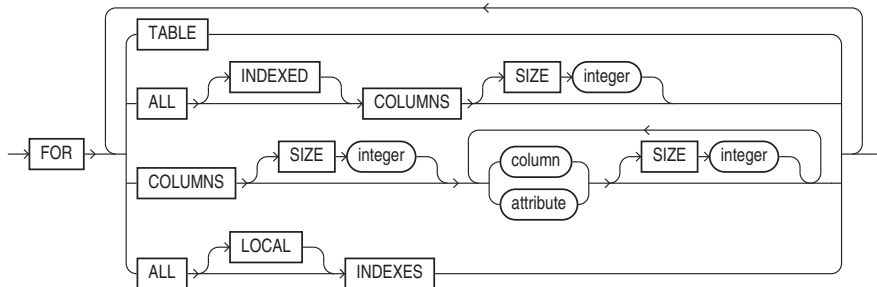 TABLE
INDEXED SIZE integer
ALL COLUMNS
FOR SIZE integer column SIZE integer
COLUMNS attribute
LOCAL
ALL INDEXES